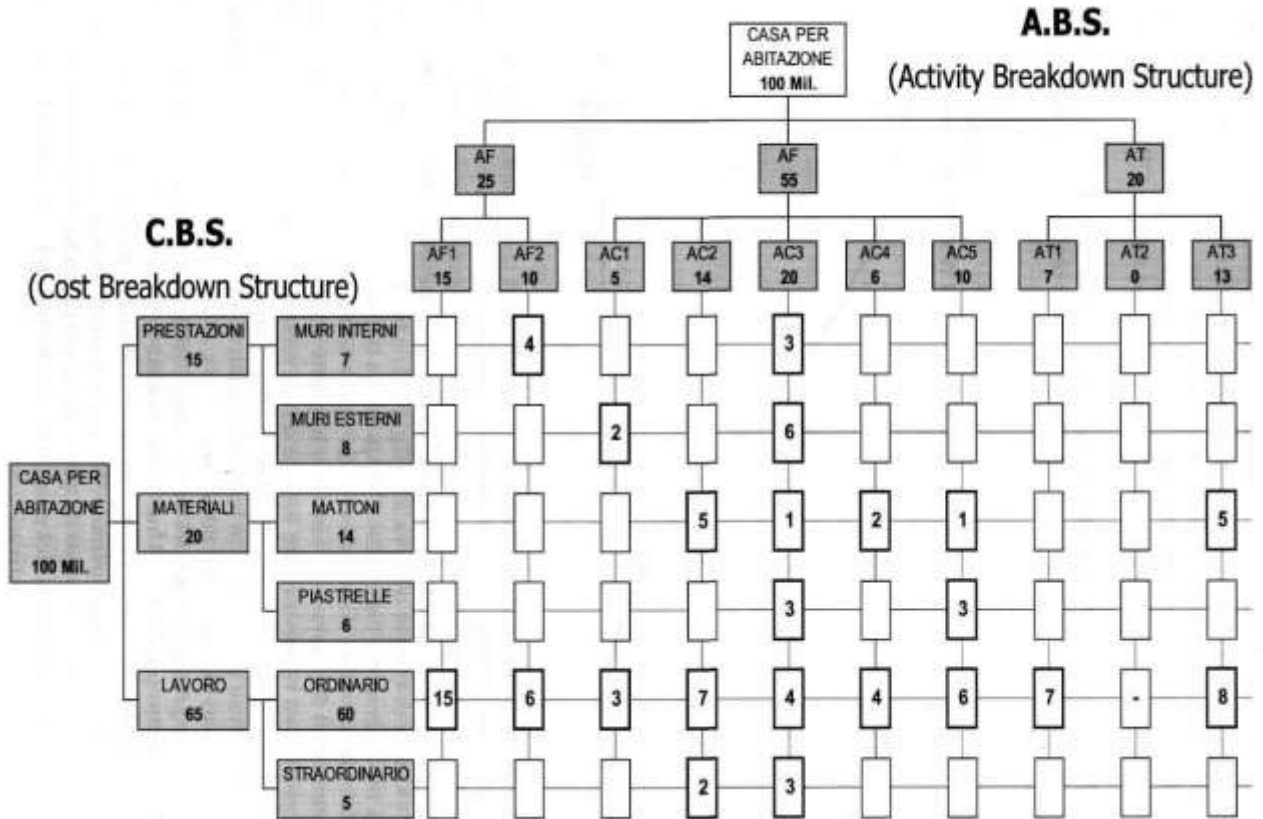 A.B.S.
(Activity Breakdown Structure)
CASA PER
ABITAZIONE
100 Mil.
AF
25
AF
55
AT
20
C.B.S.
(Cost Breakdown Structure)
AF1
15
AF2
10
AC1
5
AC2
14
AC3
20
AC4
6
AC5
10
AT1
7
AT2
0
AT3
13
PRESTAZIONI
15
MURI INTERNI
7
4
3
MURI ESTERNI
8
2
6
CASA PER
ABITAZIONE
100 Mil.
MATERIALI
20
MATTONI
14
5
1
2
1
5
PIASTRELLE
6
3
3
LAVORO
65
ORDINARIO
60
15
6
3
7
4
4
6
7
-
8
STRAORDINARIO
5
2
3